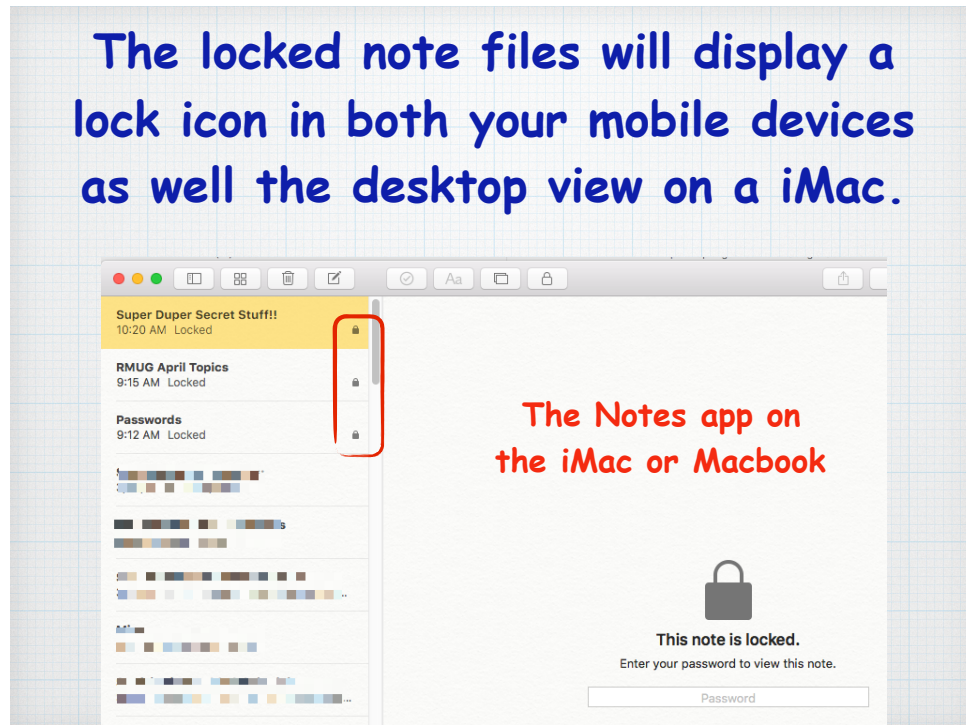 The locked note files will display a
lock icon in both your mobile devices
as well the desktop view on a iMac.
Aa
Super Duper Secret Stuff!!
10:20 AM Locked
RMUG April Topics
9:15 AM Locked
Passwords
9:12 AM Locked
The Notes app on
the iMac or Macbook
This note is locked.
Enter your password to view this note.
Password